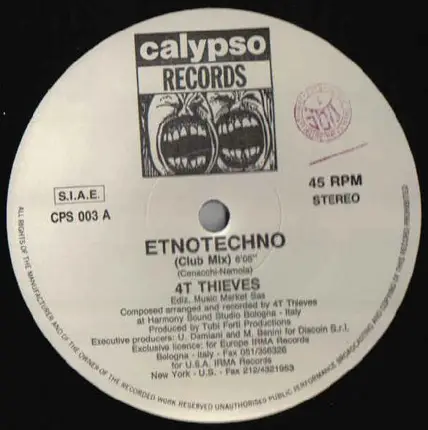 calypso
RECORDS
S.I.A.E.
CPS 003 A
45 RPM
STEREO
ETNOTECHNO
(Club Mix) 6'08"
(Cenacchi-Nemola)
4T THIEVES
Ediz. Music Market Sas
Composed arranged and recorded by 4T Thieves
at Harmony Sound Studio Bologna - Italy
Produced by Tubi Forti Productions
Executive producers: U. Damiani and M. Benini for Discoin S.r.l.
Exclusive licence: for Europe IRMA Records
Bologna - Italy - Fax 051/356326
for U.S.A. IRMA Records
New York - U.S. - Fax 212/4321953
ALL RIGHTS OF THE MANUFACTURER AND OF THE OWNER OF THE RECORDED WORK RESERVED UNAUTHORISED PUBLIC PERFORMANCE BROADCASTING AND COPYING OF THIS RECORD PROHIBITED